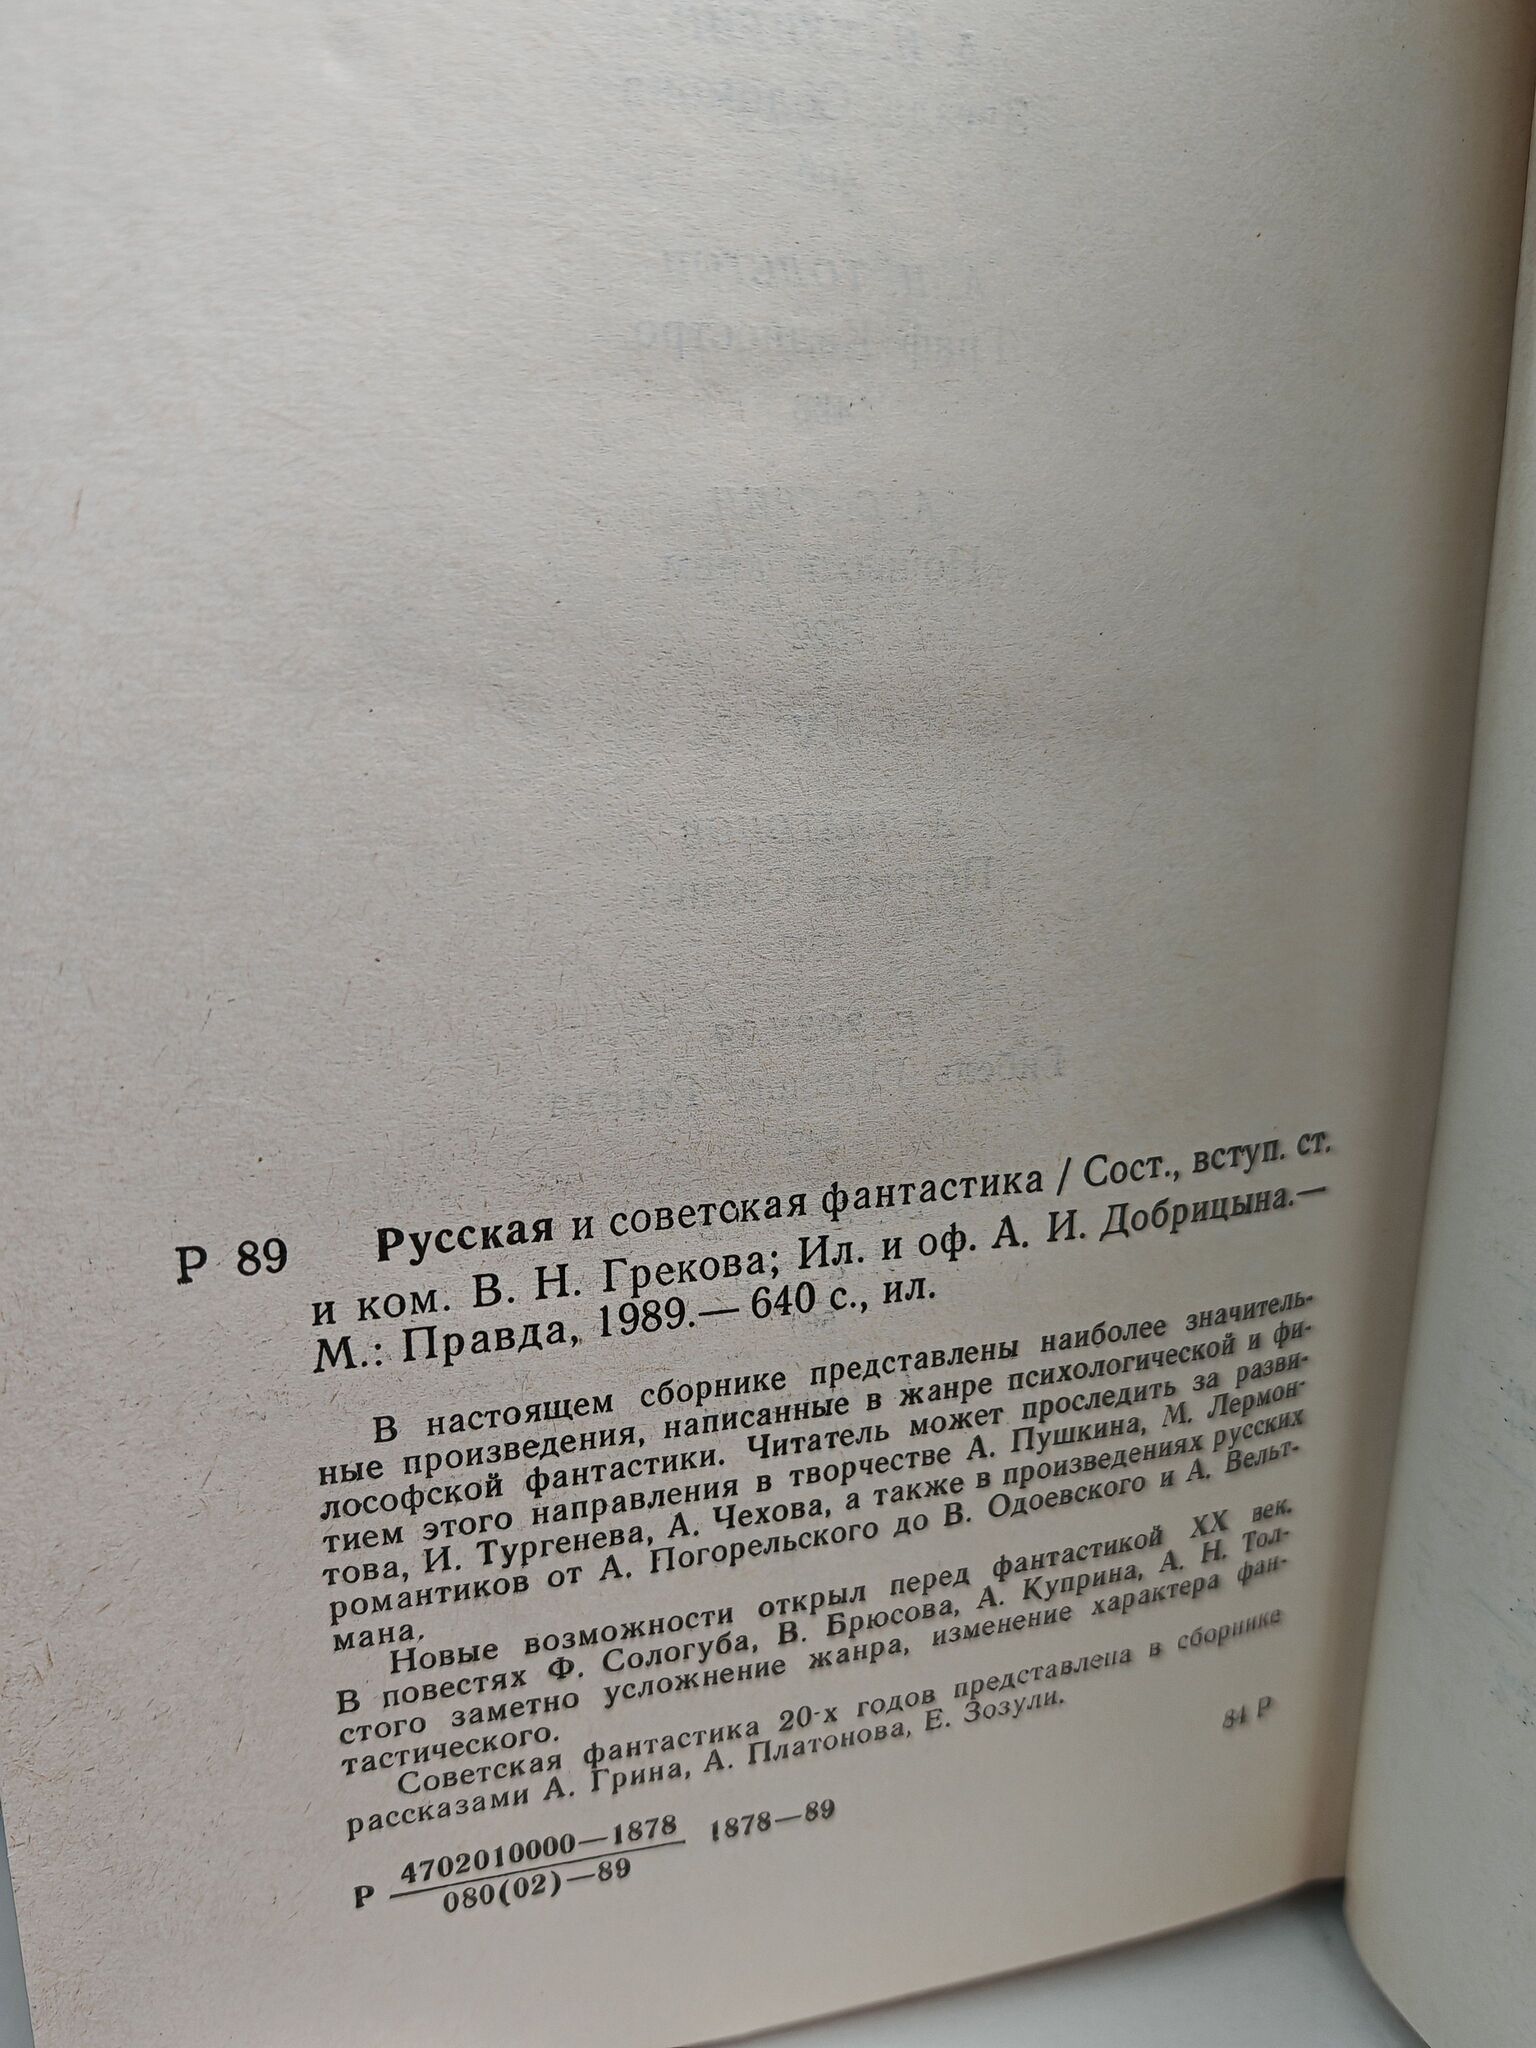 Р 89 Русская и советская фантастика / Сост., вступ. ст.
и ком. В. Н. Грекова; Ил. и оф. А. И. Добрицына.—
М.: Правда, 1989.— 640 с., ил.
В настоящем сборнике представлены наиболее значитель-
ные произведения, написанные в жанре психологической и фи-
лософской фантастики. Читатель может проследить за разви-
тием этого направления в творчестве А. Пушкина, М. Лермон-
това, И. Тургенева, А. Чехова, а также в произведениях русских
романтиков от А. Погорельского до В. Одоевского и А. Вельт-
мана.
Новые возможности открыл перед фантастикой XX век.
В повестях Ф. Сологуба, В. Брюсова, А. Куприна, А. Н. Тол-
стого заметно усложнение жанра, изменение характера фан-
тастического.
Советская фантастика 20-х годов представлена в сборнике
рассказами А. Грина, А. Платонова, Е. Зозули.
84 Р
Р 4702010000—1878 1878—89
080(02)—89